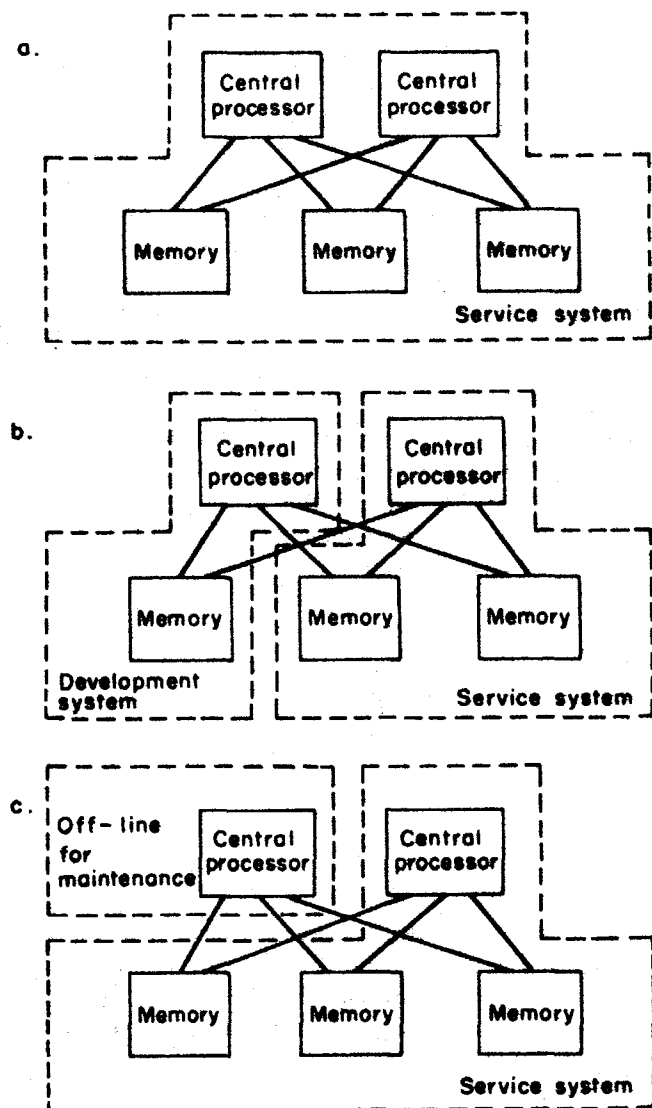 a.
Central
processor
Central
processor
Memory
Memory
Memory
Service system
b.
Central
processor
Central
processor
Memory
Memory
Memory
Development
system
Service system
c.
Off-line
for
maintenance
Central
processor
Central
processor
Memory
Memory
Memory
Service system